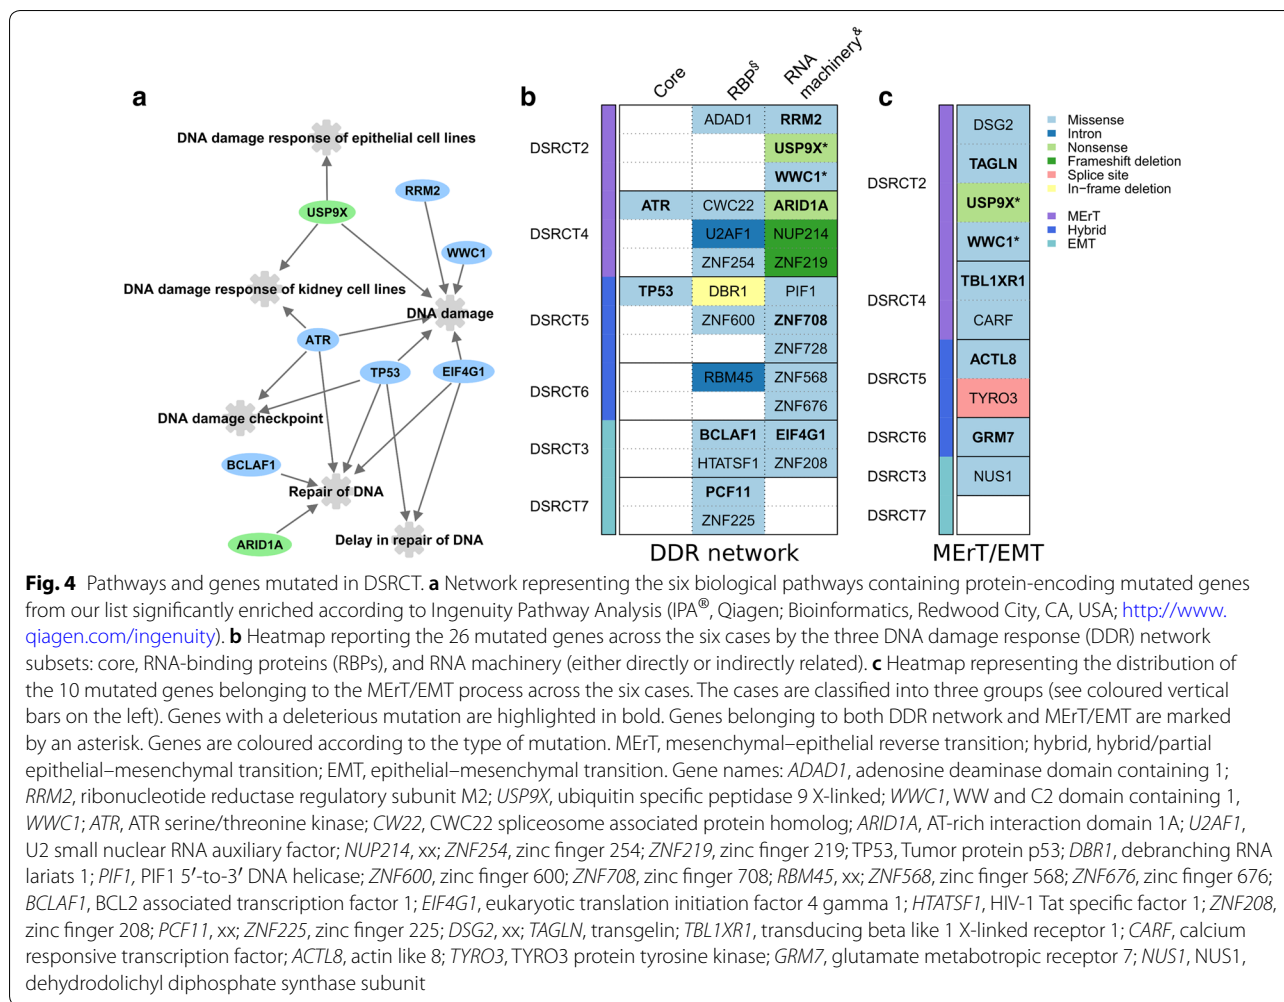 a
DNA damage response of epithelial cell lines
RRM2
USP9X
WWC1
DNA damage response of kidney cell lines
DNA damage
ATR
TP53
EIF4G1
DNA damage checkpoint
BCLAF1
Repair of DNA
ARID1A
Delay in repair of DNA
b
Core
RBP§
RNA
machinery&
DSRCT2
ADAD1 RRM2
USP9X*
WWC1*
DSRCT4
ATR CWC22 ARID1A
U2AF1 NUP214
ZNF254 ZNF219
DSRCT5
TP53 DBR1 PIF1
ZNF600 ZNF708
ZNF728
DSRCT6
RBM45 ZNF568
ZNF676
DSRCT3
BCLAF1 EIF4G1
HTATSF1 ZNF208
DSRCT7
PCF11
ZNF225
DDR network
c
DSRCT2
DSG2
TAGLN
USP9X*
WWC1*
DSRCT4
TBL1XR1
CARF
DSRCT5
ACTL8
TYRO3
DSRCT6
GRM7
DSRCT3
NUS1
DSRCT7
MErT/EMT
Missense
Intron
Nonsense
Frameshift deletion
Splice site
In−frame deletion
MErT
Hybrid
EMT
Fig. 4 Pathways and genes mutated in DSRCT. a Network representing the six biological pathways containing protein-encoding mutated genes
from our list significantly enriched according to Ingenuity Pathway Analysis (IPA®, Qiagen; Bioinformatics, Redwood City, CA, USA; http://www.
qiagen.com/ingenuity). b Heatmap reporting the 26 mutated genes across the six cases by the three DNA damage response (DDR) network
subsets: core, RNA-binding proteins (RBPs), and RNA machinery (either directly or indirectly related). c Heatmap representing the distribution of
the 10 mutated genes belonging to the MErT/EMT process across the six cases. The cases are classified into three groups (see coloured vertical
bars on the left). Genes with a deleterious mutation are highlighted in bold. Genes belonging to both DDR network and MErT/EMT are marked
by an asterisk. Genes are coloured according to the type of mutation. MErT, mesenchymal–epithelial reverse transition; hybrid, hybrid/partial
epithelial–mesenchymal transition; EMT, epithelial–mesenchymal transition. Gene names: ADAD1, adenosine deaminase domain containing 1;
RRM2, ribonucleotide reductase regulatory subunit M2; USP9X, ubiquitin specific peptidase 9 X-linked; WWC1, WW and C2 domain containing 1,
WWC1; ATR, ATR serine/threonine kinase; CW22, CWC22 spliceosome associated protein homolog; ARID1A, AT-rich interaction domain 1A; U2AF1,
U2 small nuclear RNA auxiliary factor; NUP214, xx; ZNF254, zinc finger 254; ZNF219, zinc finger 219; TP53, Tumor protein p53; DBR1, debranching RNA
lariats 1; PIF1, PIF1 5′-to-3′ DNA helicase; ZNF600, zinc finger 600; ZNF708, zinc finger 708; RBM45, xx; ZNF568, zinc finger 568; ZNF676, zinc finger 676;
BCLAF1, BCL2 associated transcription factor 1; EIF4G1, eukaryotic translation initiation factor 4 gamma 1; HTATSF1, HIV-1 Tat specific factor 1; ZNF208,
zinc finger 208; PCF11, xx; ZNF225, zinc finger 225; DSG2, xx; TAGLN, transgelin; TBL1XR1, transducing beta like 1 X-linked receptor 1; CARF, calcium
responsive transcription factor; ACTL8, actin like 8; TYRO3, TYRO3 protein tyrosine kinase; GRM7, glutamate metabotropic receptor 7; NUS1, NUS1,
dehydrodolichyl diphosphate synthase subunit